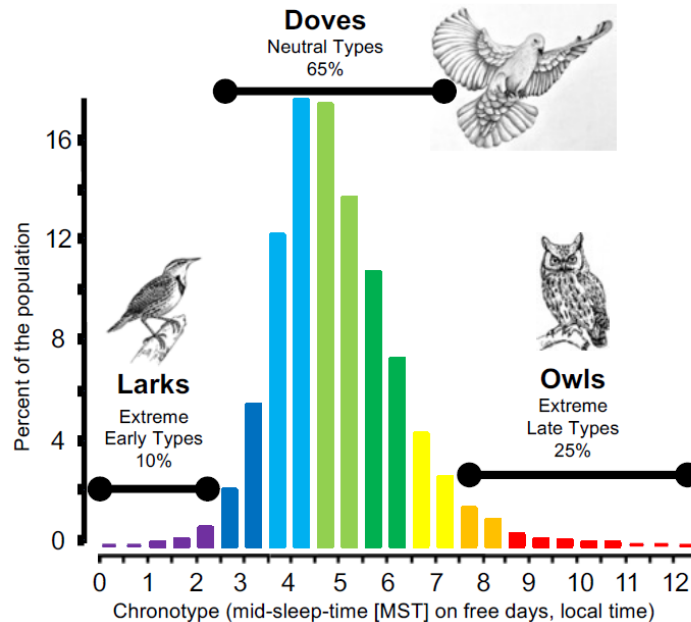 Doves
Neutral Types
65%
16
12
8
4
0
Percent of the population
Larks
Extreme
Early Types
10%
Owls
Extreme
Late Types
25%
0 1 2 3 4 5 6 7 8 9 10 11 12
Chronotype (mid-sleep-time [MST] on free days, local time)